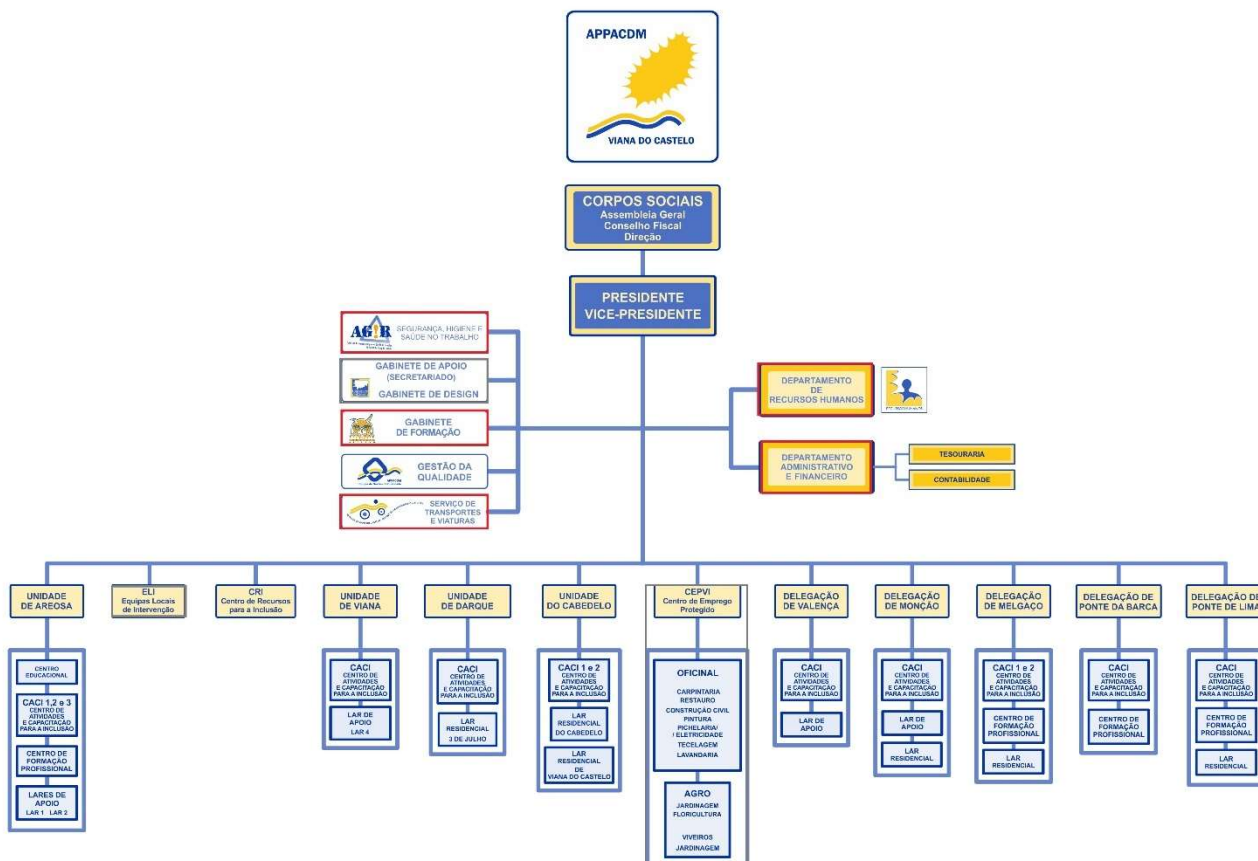 APPACDM
VIANA DO CASTELO
CORPOS SOCIAIS
Assembleia Geral
Conselho Fiscal
Direção
PRESIDENTE
VICE-PRESIDENTE
AG!R
SEGURANÇA, HIGIENE E
SAÚDE NO TRABALHO
GABINETE DE APOIO
(SECRETARIADO)
GABINETE DE DESIGN
GABINETE
DE FORMAÇÃO
GESTÃO DA
QUALIDADE
SERVIÇO DE
TRANSPORTES
E VIATURAS
DEPARTAMENTO
DE
RECURSOS HUMANOS
DEPARTAMENTO
ADMINISTRATIVO
E FINANCEIRO
TESOURARIA
CONTABILIDADE
UNIDADE
DE AREOSA
CENTRO
EDUCACIONAL
CACI 1,2 e 3
CENTRO DE
ATIVIDADES
E CAPACITAÇÃO
PARA A INCLUSÃO
CENTRO DE
FORMAÇÃO
PROFISSIONAL
LARES DE
APOIO
LAR 1 LAR 2
ELI
Equipas Locais
de Intervenção
CRI
Centro de Recursos
para a Inclusão
UNIDADE
DE VIANA
CACI
CENTRO DE
ATIVIDADES
E CAPACITAÇÃO
PARA A INCLUSÃO
LAR DE
APOIO
LAR 4
UNIDADE
DE DARQUE
CACI
CENTRO DE
ATIVIDADES
E CAPACITAÇÃO
PARA A INCLUSÃO
LAR
RESIDENCIAL
3 DE JULHO
UNIDADE
DO CABEDELO
CACI 1 e 2
CENTRO DE
ATIVIDADES
E CAPACITAÇÃO
PARA A INCLUSÃO
LAR
RESIDENCIAL
DO CABEDELO
LAR
RESIDENCIAL
DE
VIANA DO CASTELO
CEPVI
Centro de Emprego
Protegido
OFICINAL
CARPINTARIA
RESTAURO
CONSTRUÇÃO CIVIL
PINTURA
PICHELARIA/
/ ELETRICIDADE
TECELAGEM
LAVANDARIA
AGRO
JARDINAGEM
FLORICULTURA
VIVEIROS
JARDINAGEM
DELEGAÇÃO
DE VALENÇA
CACI
CENTRO DE
ATIVIDADES
E CAPACITAÇÃO
PARA A INCLUSÃO
LAR DE
APOIO
DELEGAÇÃO
DE MONÇÃO
CACI
CENTRO DE
ATIVIDADES
E CAPACITAÇÃO
PARA A INCLUSÃO
LAR DE
APOIO
LAR
RESIDENCIAL
DELEGAÇÃO
DE MELGAÇO
CACI 1 e 2
CENTRO DE
ATIVIDADES
E CAPACITAÇÃO
PARA A INCLUSÃO
CENTRO
DE FORMAÇÃO
PROFISSIONAL
LAR
RESIDENCIAL
DELEGAÇÃO DE
PONTE DA BARCA
CACI
CENTRO DE
ATIVIDADES
E CAPACITAÇÃO
PARA A INCLUSÃO
CENTRO DE
FORMAÇÃO
PROFISSIONAL
DELEGAÇÃO DE
PONTE DE LIMA
CACI
CENTRO DE
ATIVIDADES
E CAPACITAÇÃO
PARA A INCLUSÃO
CENTRO DE
FORMAÇÃO
PROFISSIONAL
LAR
RESIDENCIAL